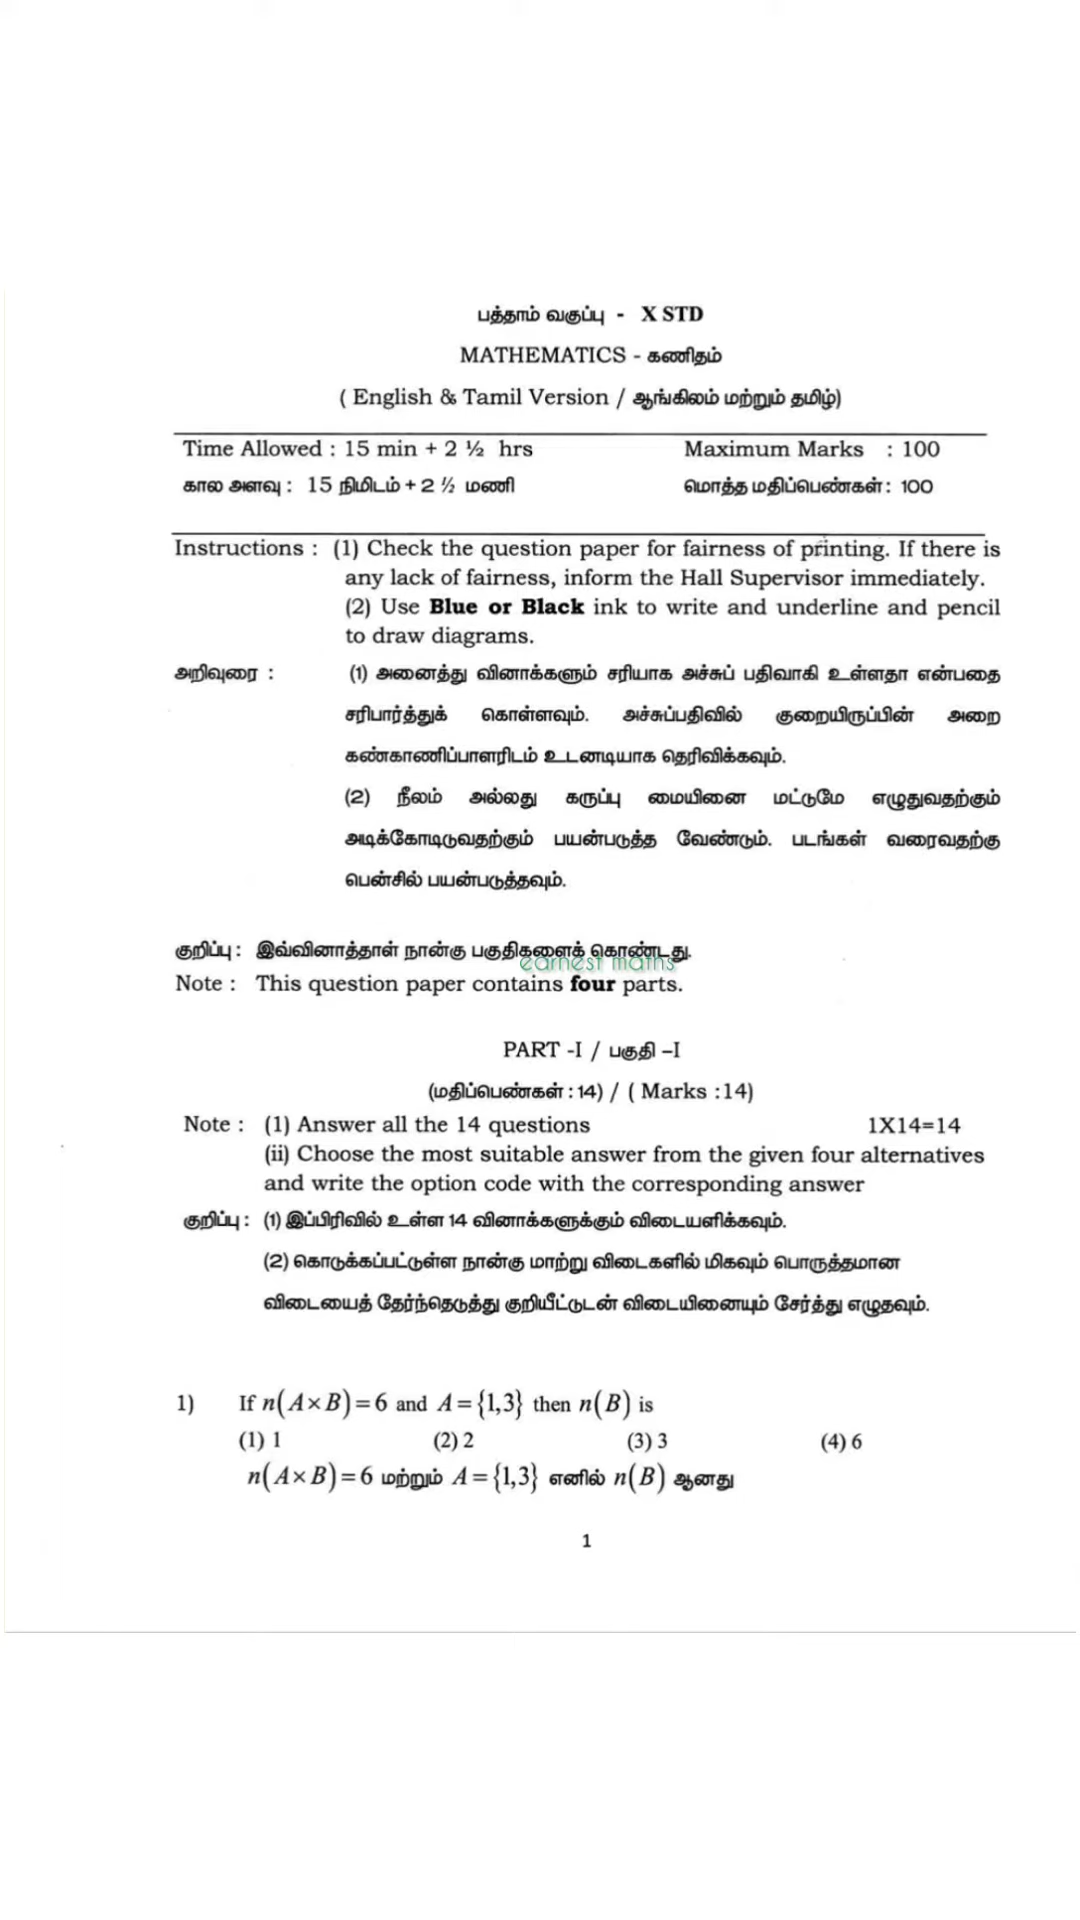 பத்தாம் வகுப்பு - X STD
MATHEMATICS - கணிதம்
( English & Tamil Version / ஆங்கிலம் மற்றும் தமிழ்)
Time Allowed : 15 min + 2 ½ hrs Maximum Marks : 100
கால அளவு : 15 நிமிடம் + 2 ½ மணி மொத்த மதிப்பெண்கள் : 100
Instructions : (1) Check the question paper for fairness of printing. If there is
any lack of fairness, inform the Hall Supervisor immediately.
(2) Use Blue or Black ink to write and underline and pencil
to draw diagrams.
அறிவுரை : (1) அனைத்து வினாக்களும் சரியாக அச்சுப் பதிவாகி உள்ளதா என்பதை
சரிபார்த்துக் கொள்ளவும். அச்சுப்பதிவில் குறையிருப்பின் அறை
கண்காணிப்பாளரிடம் உடனடியாக தெரிவிக்கவும்.
(2) நீலம் அல்லது கருப்பு மையினை மட்டுமே எழுதுவதற்கும்
அடிக்கோடிடுவதற்கும் பயன்படுத்த வேண்டும். படங்கள் வரைவதற்கு
பென்சில் பயன்படுத்தவும்.
குறிப்பு : இவ்வினாத்தாள் நான்கு பகுதிகளைக் கொண்டது.
earnest maths
Note : This question paper contains four parts.
PART -I / பகுதி –I
(மதிப்பெண்கள் : 14) / ( Marks :14)
Note : (1) Answer all the 14 questions 1X14=14
(ii) Choose the most suitable answer from the given four alternatives
and write the option code with the corresponding answer
குறிப்பு : (1) இப்பிரிவில் உள்ள 14 வினாக்களுக்கும் விடையளிக்கவும்.
(2) கொடுக்கப்பட்டுள்ள நான்கு மாற்று விடைகளில் மிகவும் பொருத்தமான
விடையைத் தேர்ந்தெடுத்து குறியீட்டுடன் விடையினையும் சேர்த்து எழுதவும்.
1) If n(A×B)=6 and A={1,3} then n(B) is
(1) 1 (2) 2 (3) 3 (4) 6
n(A×B)=6 மற்றும் A={1,3} எனில் n(B) ஆனது
1